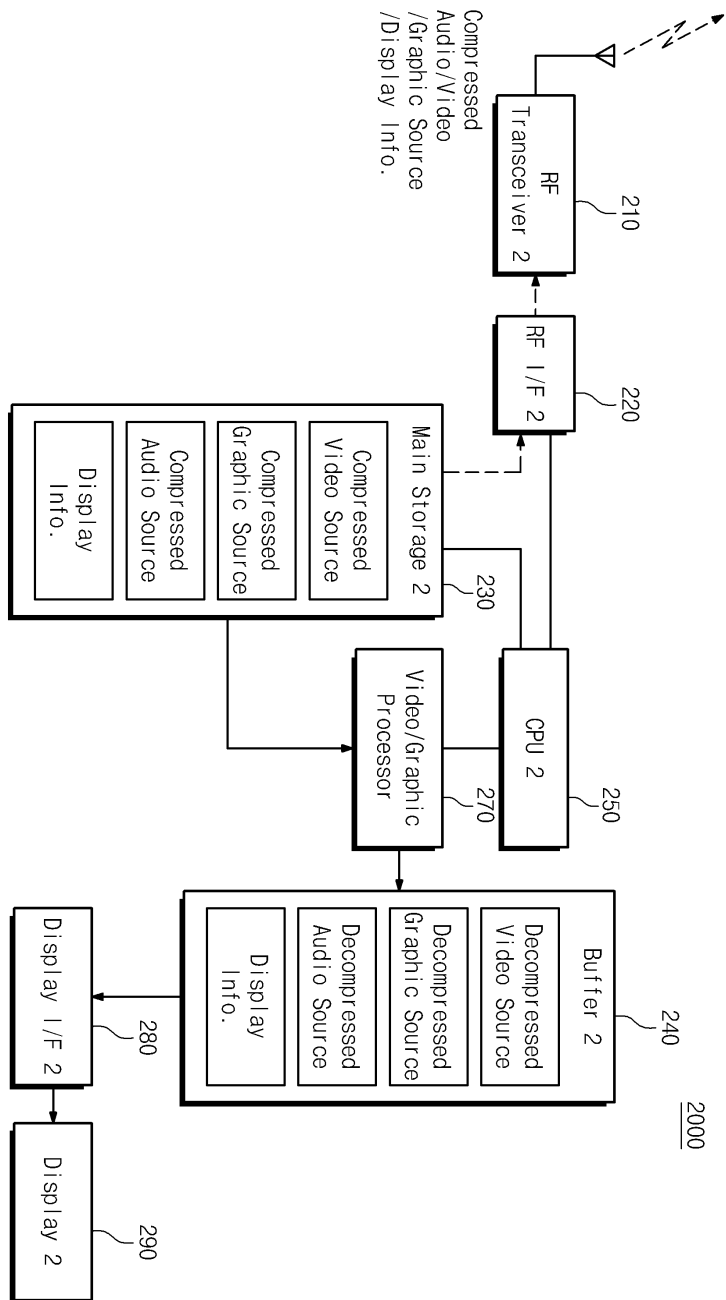 2000
Compressed
Audio/Video
/Graphic Source
/Display Info.
RF
Transceiver 2
210
RF I/F 2
220
Main Storage 2
230
Compressed
Video Source
Compressed
Graphic Source
Compressed
Audio Source
Display
Info.
CPU 2
250
Video/Graphic
Processor
270
Buffer 2
240
Decompressed
Video Source
Decompressed
Graphic Source
Decompressed
Audio Source
Display
Info.
Display I/F 2
280
Display 2
290